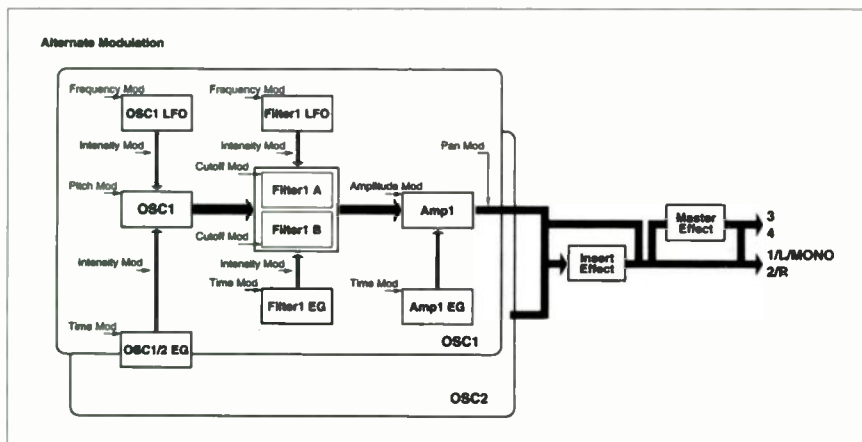 Alternate Modulation
Frequency Mod
OSC1 LFO
Frequency Mod
Filter1 LFO
Intensity Mod
Intensity Mod
Pan Mod
Pitch Mod
OSC1
Cutoff Mod
Filter1 A
Filter1 B
Cutoff Mod
Amplitude Mod
Amp1
Intensity Mod
Intensity Mod
Time Mod
Filter1 EG
Time Mod
Amp1 EG
Time Mod
OSC1/2 EG
OSC1
OSC2
Insert
Effect
Master
Effect
3
4
1/L/MONO
2/R